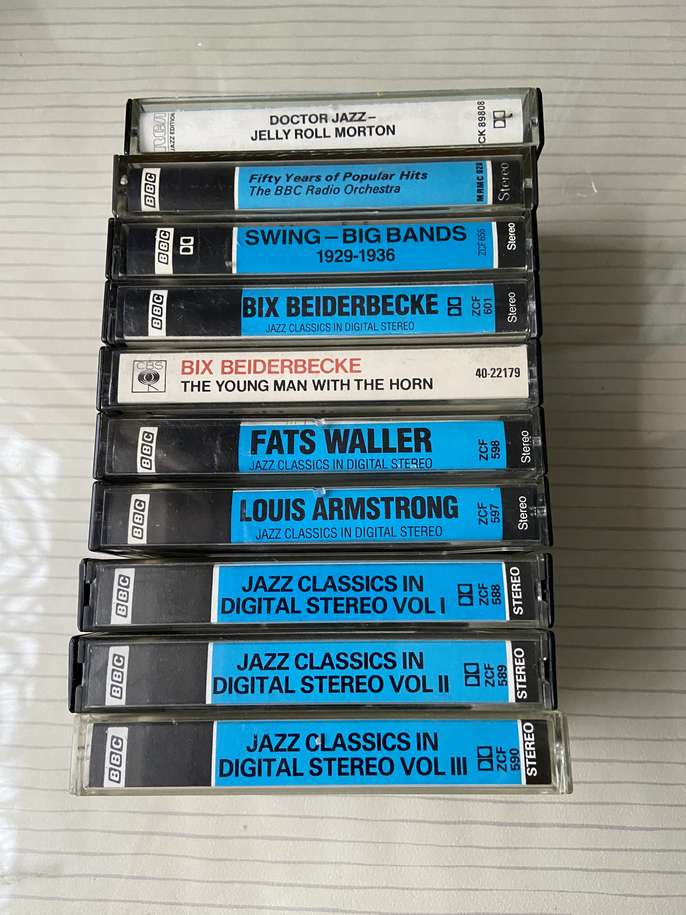 RCA
JAZZ EDITION
DOCTOR JAZZ–
JELLY ROLL MORTON
CK 89808
BBC
Fifty Years of Popular Hits
The BBC Radio Orchestra
Stereo
BBC
SWING–BIG BANDS
1929-1936
ZCF 655
Stereo
BBC
BIX BEIDERBECKE
JAZZ CLASSICS IN DIGITAL STEREO
ZCF
601
Stereo
CBS
BIX BEIDERBECKE
THE YOUNG MAN WITH THE HORN
40-22179
BBC
FATS WALLER
JAZZ CLASSICS IN DIGITAL STEREO
ZCF
598
Stereo
BBC
LOUIS ARMSTRONG
JAZZ CLASSICS IN DIGITAL STEREO
ZCF
597
Stereo
BBC
JAZZ CLASSICS IN
DIGITAL STEREO VOL I
ZCF
588
STEREO
BBC
JAZZ CLASSICS IN
DIGITAL STEREO VOL II
ZCF
589
STEREO
BBC
JAZZ CLASSICS IN
DIGITAL STEREO VOL III
ZCF
590
STEREO